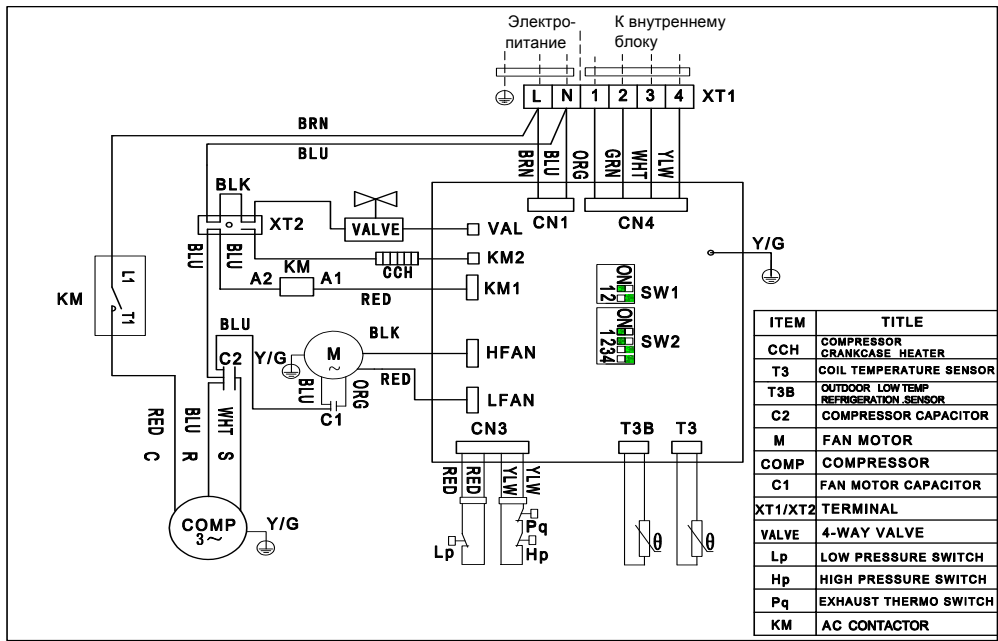 Электро-
питание
К внутреннему
блоку
L N 1 2 3 4 XT1
BRN
BLU
BRN
BLU
ORG
GRN
WHT
YLW
BLK
XT2
VALVE
VAL
CN1
CN4
Y/G
BLU
BLU
CCH
KM2
A2 KM A1
RED
KM1
L1
T1
KM
ON
12
SW1
ON
1234
SW2
BLU
C2
Y/G
M
~
BLK
HFAN
RED
LFAN
BLU
ORG
C1
RED C
BLU R
WHT S
COMP
3~
Y/G
CN3
RED
RED
YLW
YLW
Lp
Pq
Hp
T3B
T3
θ
θ
ITEM TITLE
CCH COMPRESSOR
CRANKCASE HEATER
T3 COIL TEMPERATURE SENSOR
T3B OUTDOOR LOW TEMP
REFRIGERATION .SENSOR
C2 COMPRESSOR CAPACITOR
M FAN MOTOR
COMP COMPRESSOR
C1 FAN MOTOR CAPACITOR
XT1/XT2 TERMINAL
VALVE 4-WAY VALVE
Lp LOW PRESSURE SWITCH
Hp HIGH PRESSURE SWITCH
Pq EXHAUST THERMO SWITCH
KM AC CONTACTOR